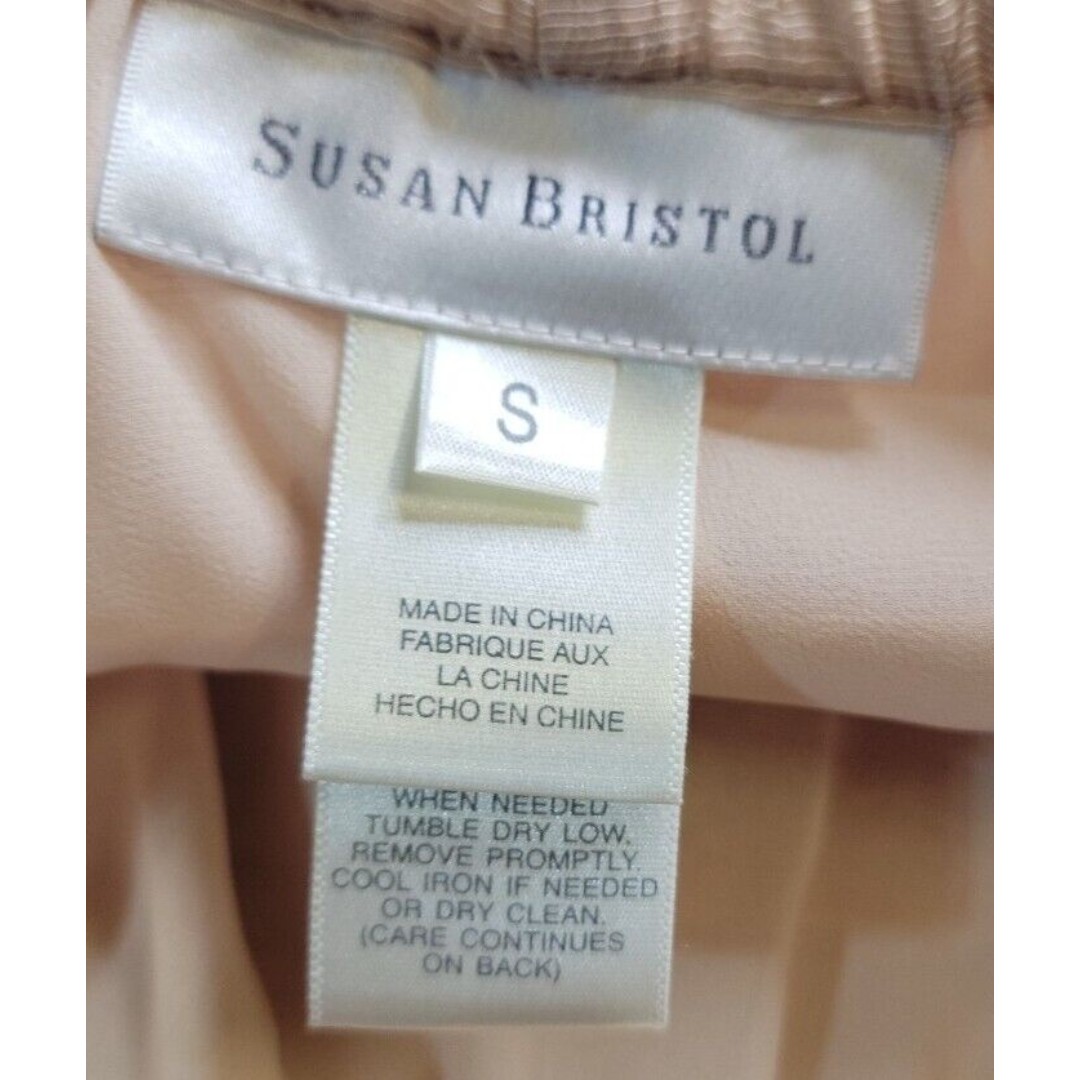 SUSAN BRISTOL
S
MADE IN CHINA
FABRIQUE AUX
LA CHINE
HECHO EN CHINE
WHEN NEEDED
TUMBLE DRY LOW.
REMOVE PROMPTLY.
COOL IRON IF NEEDED
OR DRY CLEAN.
(CARE CONTINUES
ON BACK)